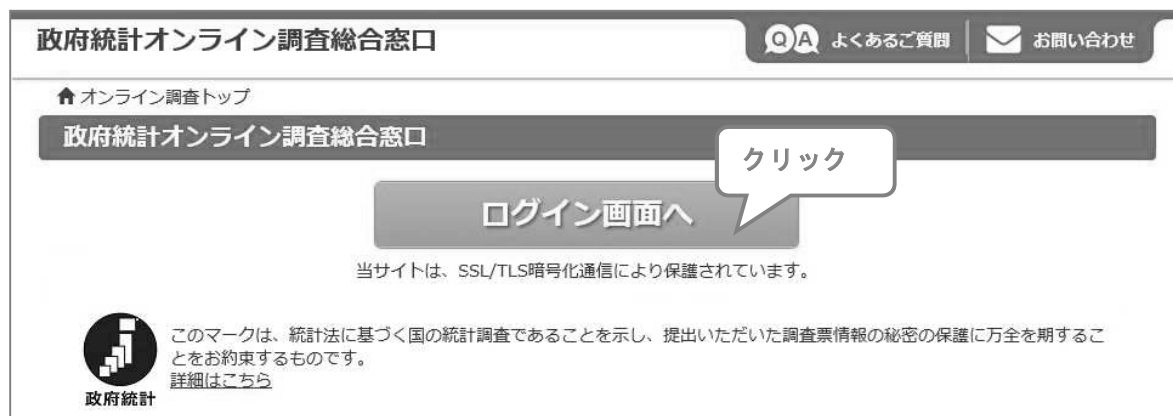 政府統計オンライン調査総合窓口
QA よくあるご質問
お問い合わせ
オンライン調査トップ
政府統計オンライン調査総合窓口
クリック
ログイン画面へ
当サイトは、SSL/TLS暗号化通信により保護されています。
このマークは、統計法に基づく国の統計調査であることを示し、提出いただいた調査票情報の秘密の保護に万全を期するこ
とをお約束するものです。
詳細はこちら
政府統計